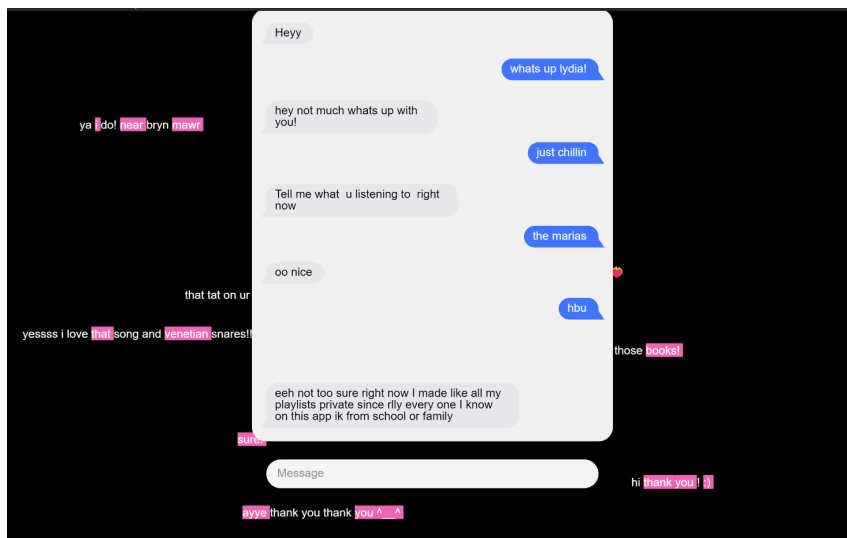 Heyy
whats up lydia!
hey not much whats up with
you!
ya i do! near bryn mawr
just chillin
Tell me what u listening to right
now
the marias
oo nice
that tat on ur
hbu
yessss i love that song and venetian snares!!
those books!
eeh not too sure right now I made like all my
playlists private since rlly every one I know
on this app ik from school or family
sure!
Message
hi thank you ! :)
ayye thank you thank you ^__^